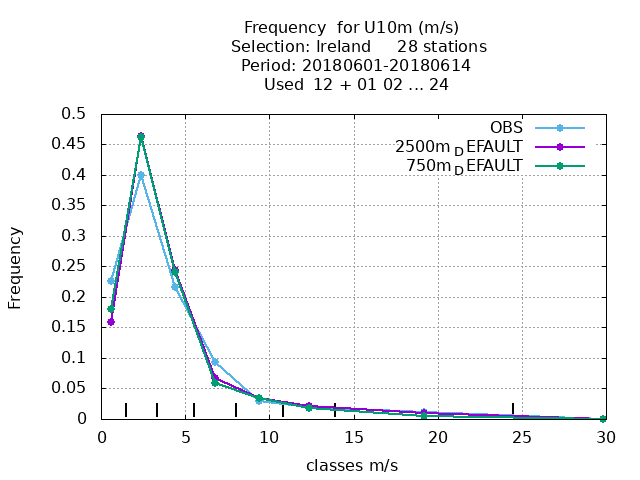 Frequency  for U10m (m/s)
Selection: Ireland     28 stations
Period: 20180601-20180614
Used  12 + 01 02 ... 24
OBS
2500m_DEFAULT
750m_DEFAULT
Frequency
0.5
0.45
0.4
0.35
0.3
0.25
0.2
0.15
0.1
0.05
0
0 5 10 15 20 25 30
classes m/s